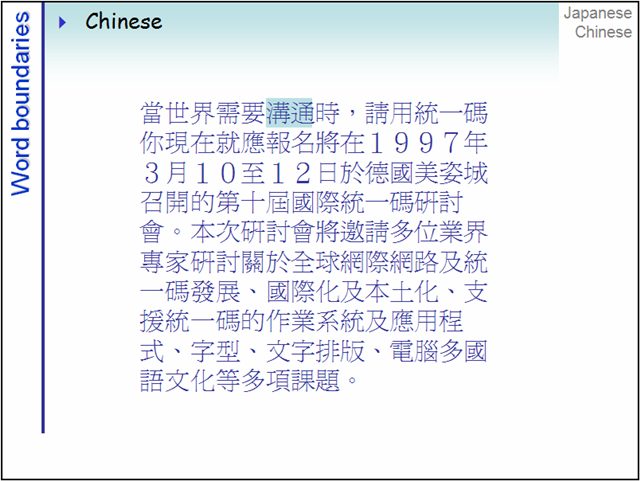 Word boundaries
Chinese
Japanese
Chinese
當世界需要溝通時，請用統一碼
你現在就應報名將在１９９７年
３月１０至１２日於德國美姿城
召開的第十屆國際統一碼研討
會。本次研討會將邀請多位業界
專家研討關於全球網際網路及統
一碼發展、國際化及本土化、支
援統一碼的作業系統及應用程
式、字型、文字排版、電腦多國
語文化等多項課題。